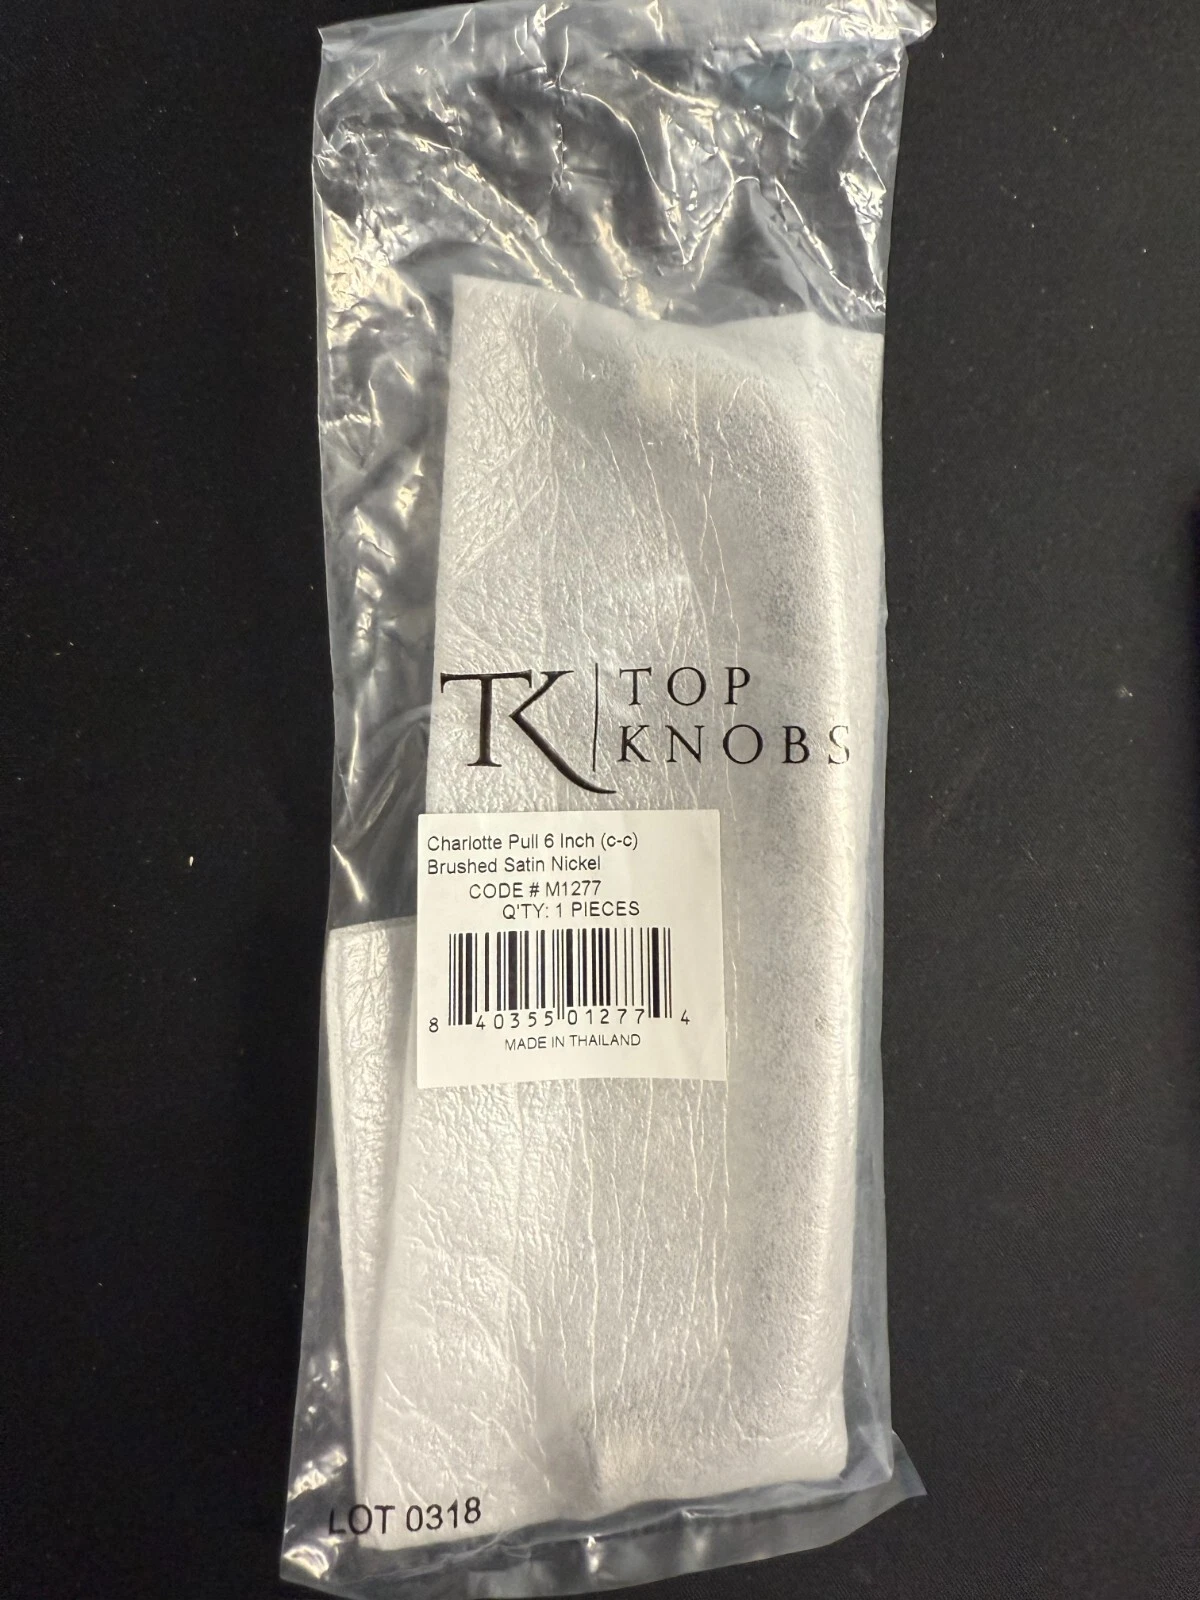 TK TOP
KNOBS
Charlotte Pull 6 Inch (c-c)
Brushed Satin Nickel
CODE # M1277
Q'TY: 1 PIECES
8 40355 01277 4
MADE IN THAILAND
LOT 0318